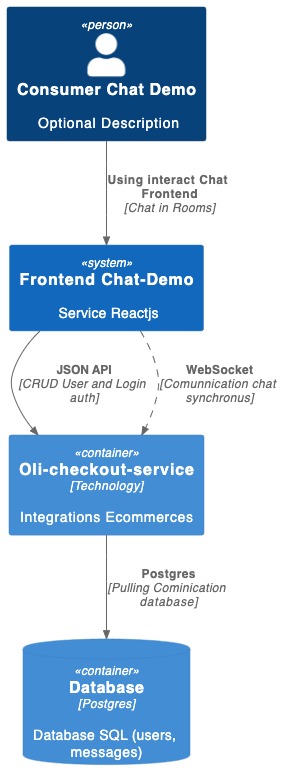 «person»
Consumer Chat Demo
Optional Description
Using interact Chat
Frontend
[Chat in Rooms]
«system»
Frontend Chat-Demo
Service Reactjs
JSON API
[CRUD User and Login
auth]
WebSocket
[Comunnication chat
synchronus]
«container»
Oli-checkout-service
[Technology]
Integrations Ecommerces
Postgres
[Pulling Cominication
database]
«container»
Database
[Postgres]
Database SQL (users,
messages)